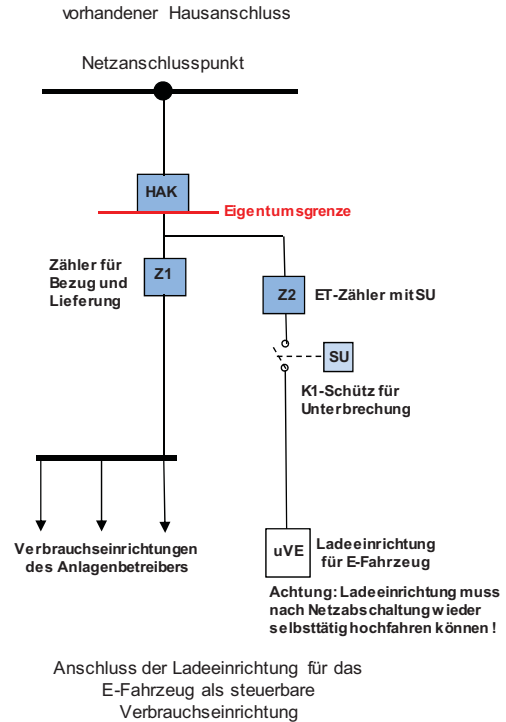 vorhandener Hausanschluss
Netzanschlusspunkt
HAK
Eigentumsgrenze
Zähler für
Bezug und
Lieferung
Z1
Z2
ET-Zähler mit SU
SU
K1-Schütz für
Unterbrechung
Verbrauchseinrichtungen
des Anlagenbetreibers
uVE
Ladeeinrichtung
für E-Fahrzeug
Achtung: Ladeeinrichtung muss
nach Netzabschaltung wieder
selbsttätig hochfahren können !
Anschluss der Ladeeinrichtung für das
E-Fahrzeug als steuerbare
Verbrauchseinrichtung